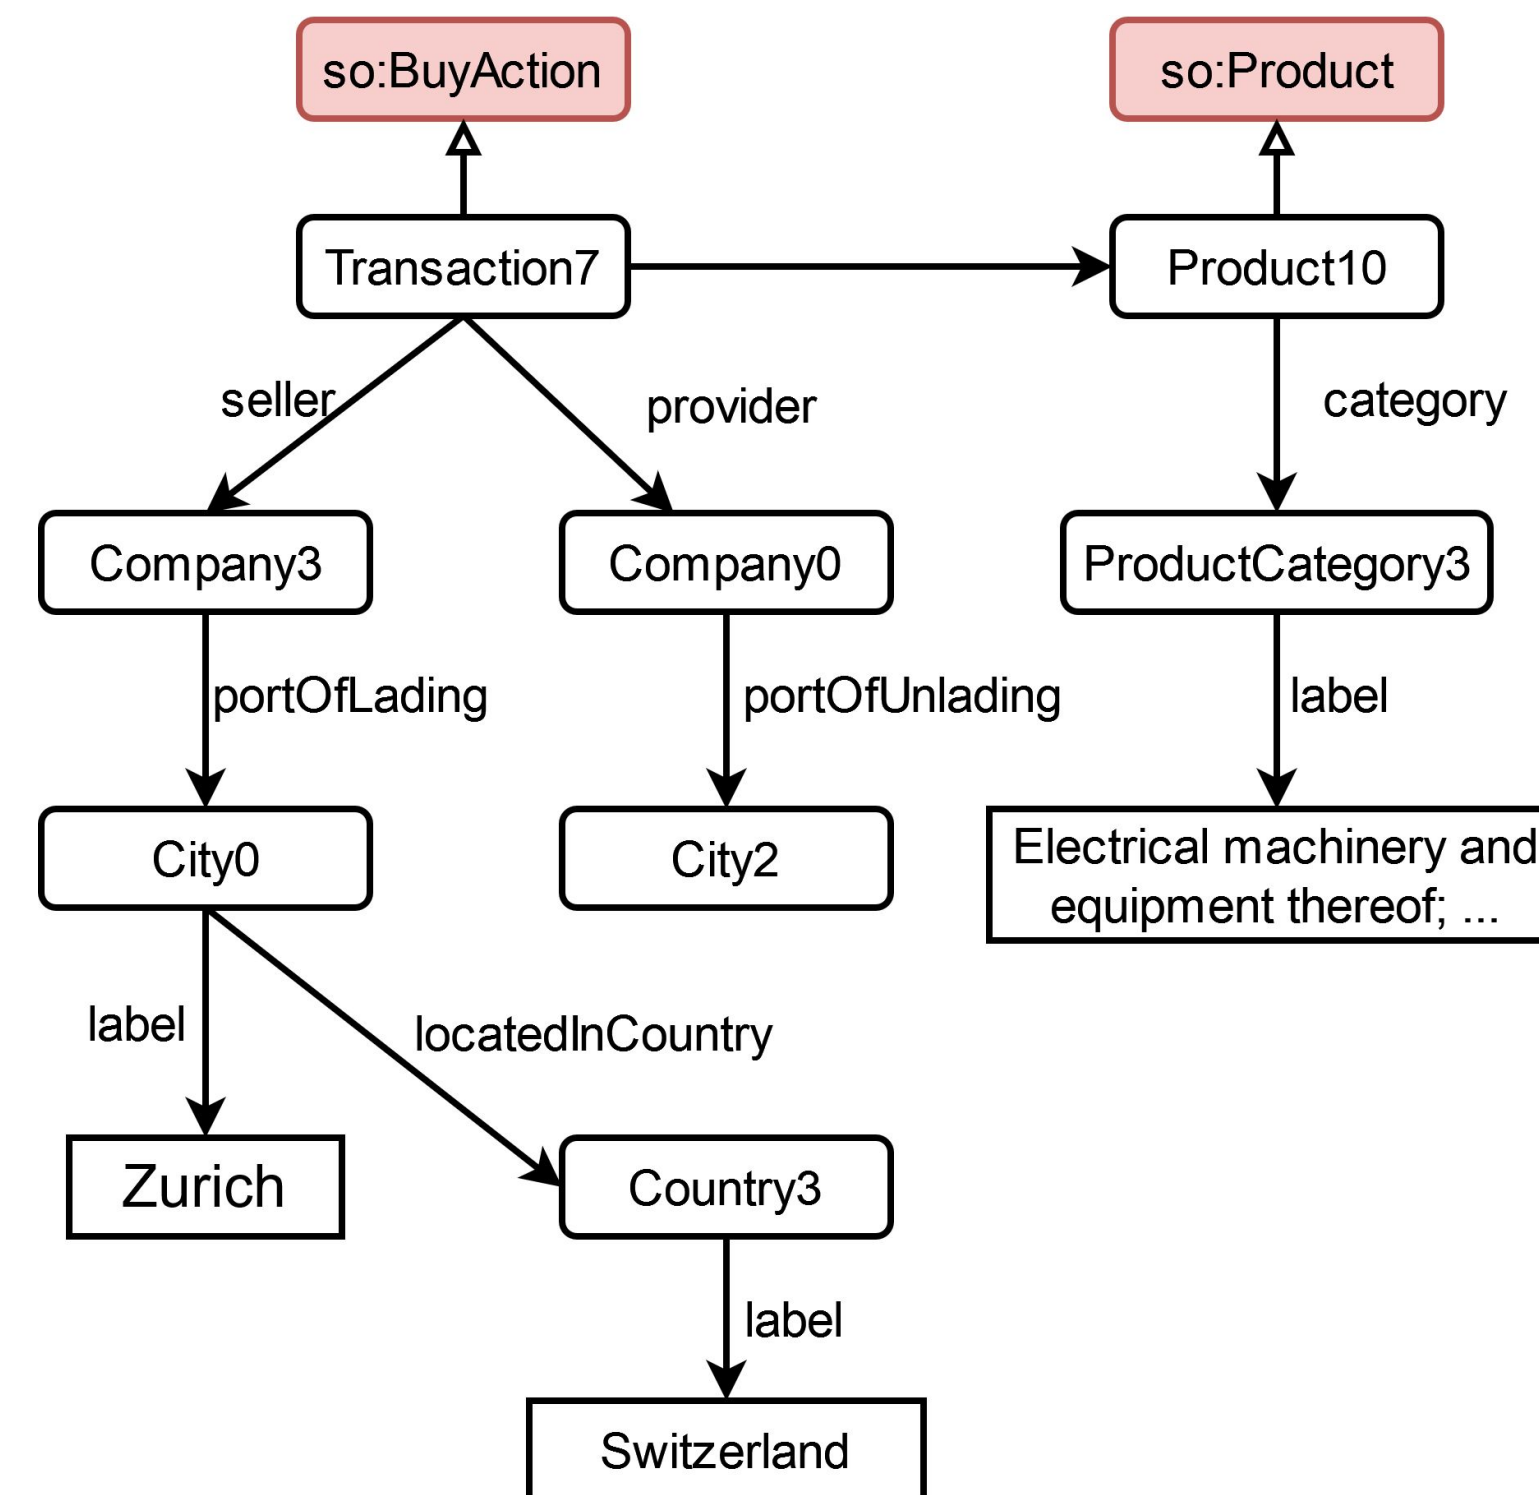 so:BuyAction
so:Product
Transaction7
Product10
seller
provider
category
Company3
Company0
ProductCategory3
portOfLading
portOfUnlading
label
City0
City2
Electrical machinery and
equipment thereof; ...
label
locatedInCountry
Zurich
Country3
label
Switzerland